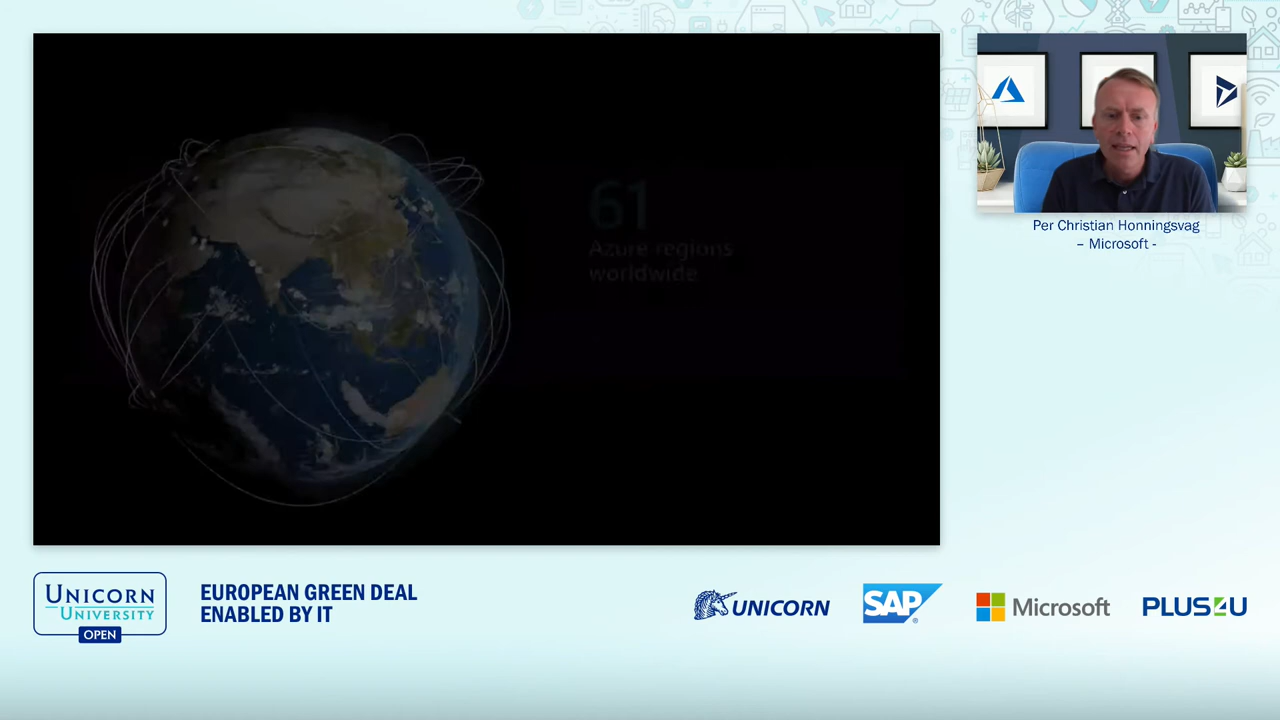 61
Azure regions
worldwide
Per Christian Honningsvag
– Microsoft -
UNICORN
UNIVERSITY
OPEN
EUROPEAN GREEN DEAL
ENABLED BY IT
UNICORN
SAP
Microsoft
PLUS4U